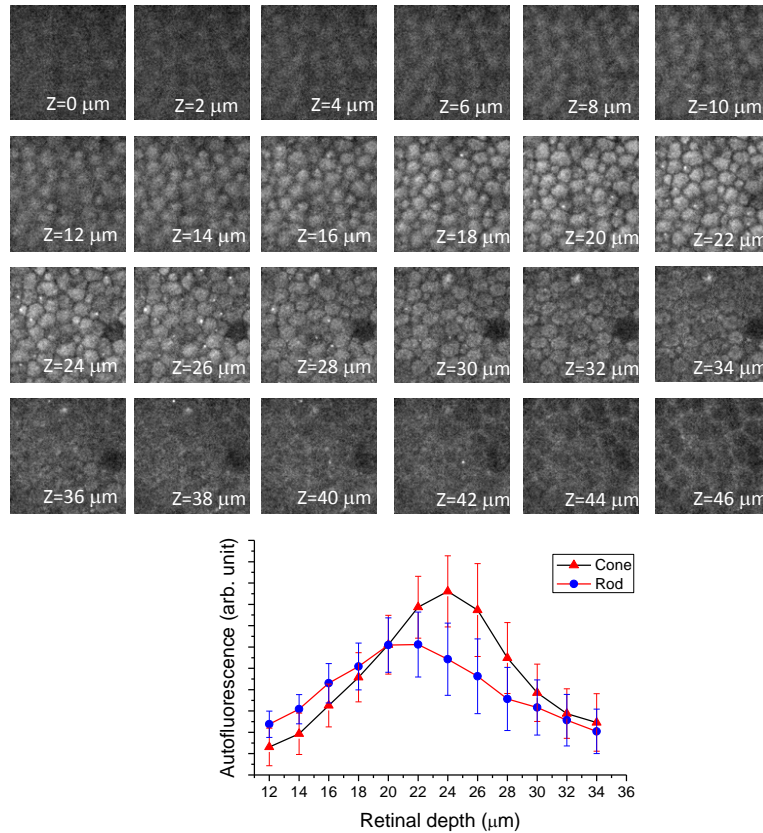 Z=0 μm Z=2 μm Z=4 μm Z=6 μm Z=8 μm Z=10 μm
Z=12 μm Z=14 μm Z=16 μm Z=18 μm Z=20 μm Z=22 μm
Z=24 μm Z=26 μm Z=28 μm Z=30 μm Z=32 μm Z=34 μm
Z=36 μm Z=38 μm Z=40 μm Z=42 μm Z=44 μm Z=46 μm
Autofluorescence (arb. unit)
Cone
Rod
12 14 16 18 20 22 24 26 28 30 32 34 36
Retinal depth (μm)